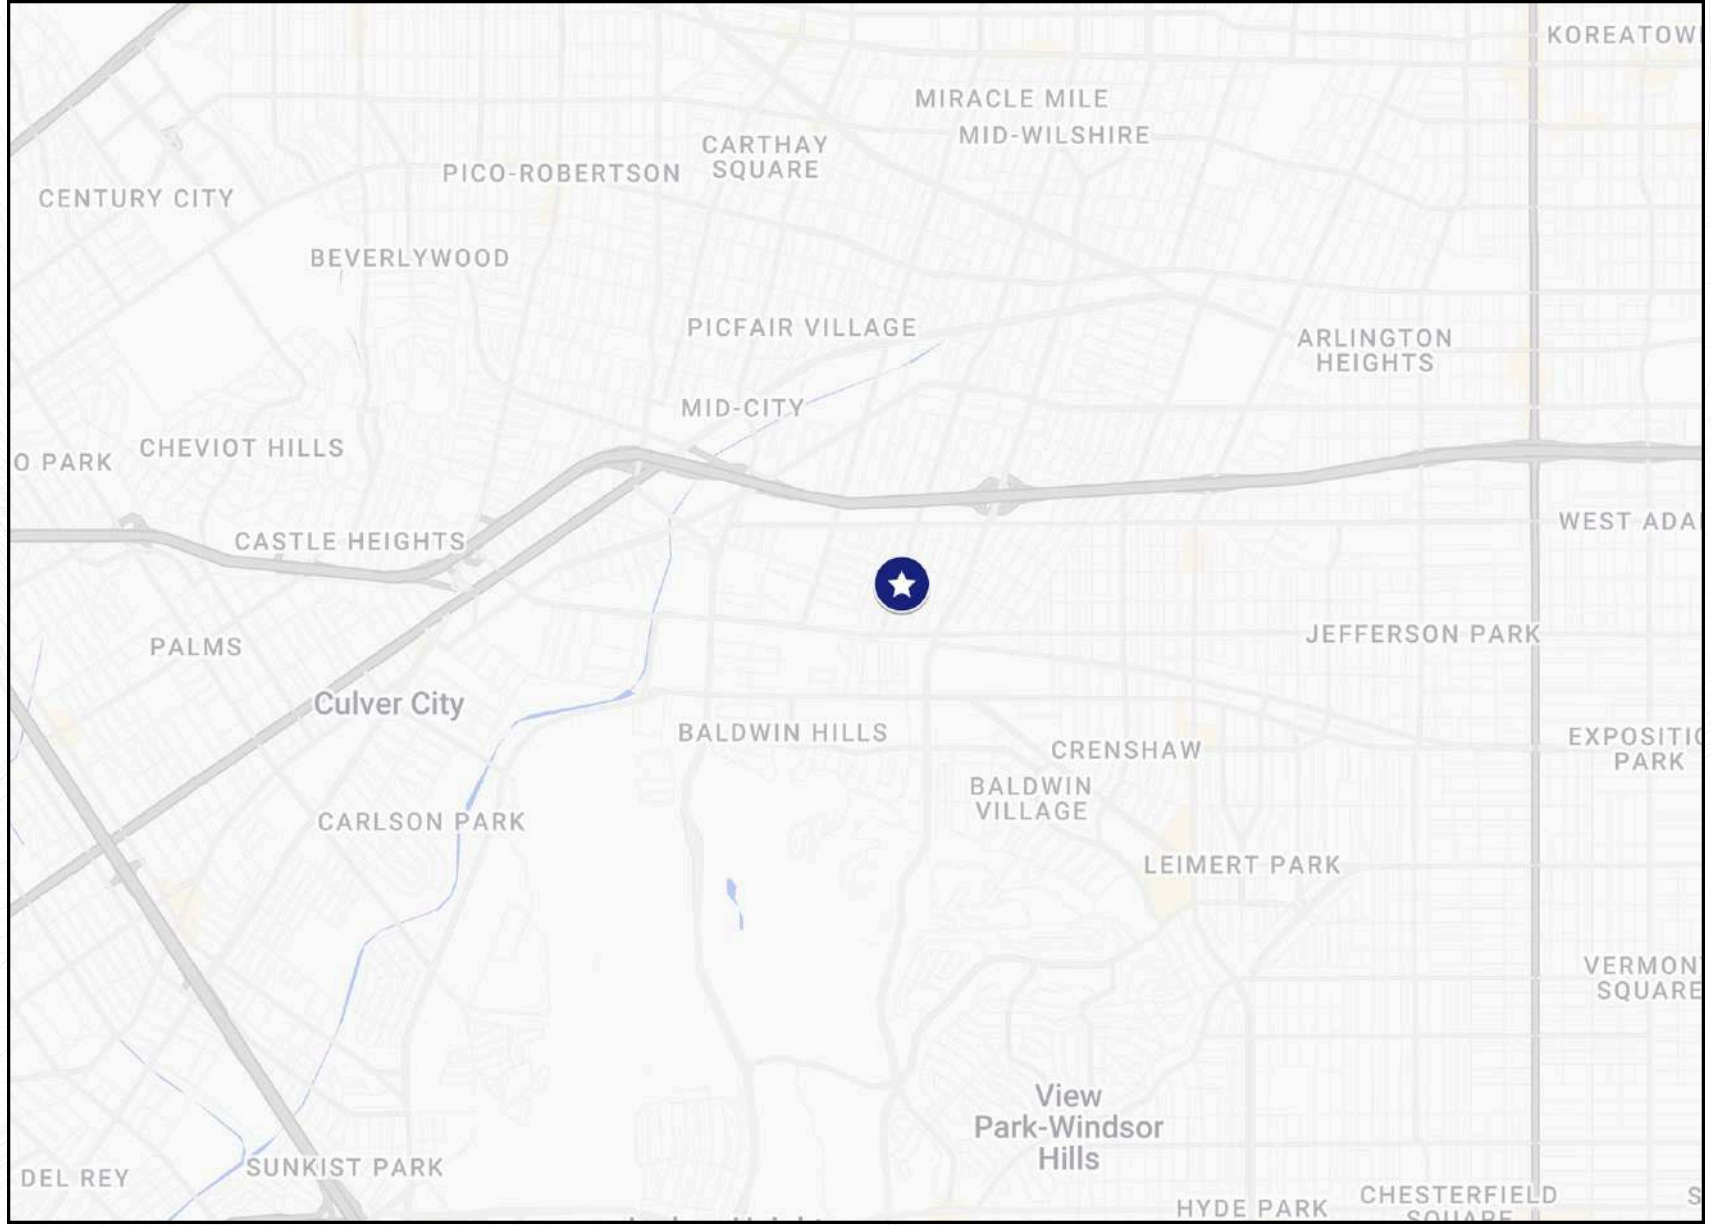 KOREATOW
MIRACLE MILE
MID-WILSHIRE
CARTHAY
SQUARE
PICO-ROBERTSON
CENTURY CITY
BEVERLYWOOD
PICFAIR VILLAGE
ARLINGTON
HEIGHTS
MID-CITY
CHEVIOT HILLS
O PARK
WEST ADA
CASTLE HEIGHTS
JEFFERSON PARK
PALMS
Culver City
BALDWIN HILLS
EXPOSITIO
PARK
CRENSHAW
BALDWIN
VILLAGE
CARLSON PARK
LEIMERT PARK
VERMON
SQUARE
View
Park-Windsor
Hills
SUNKIST PARK
DEL REY
CHESTERFIELD
SQUARE
HYDE PARK
S